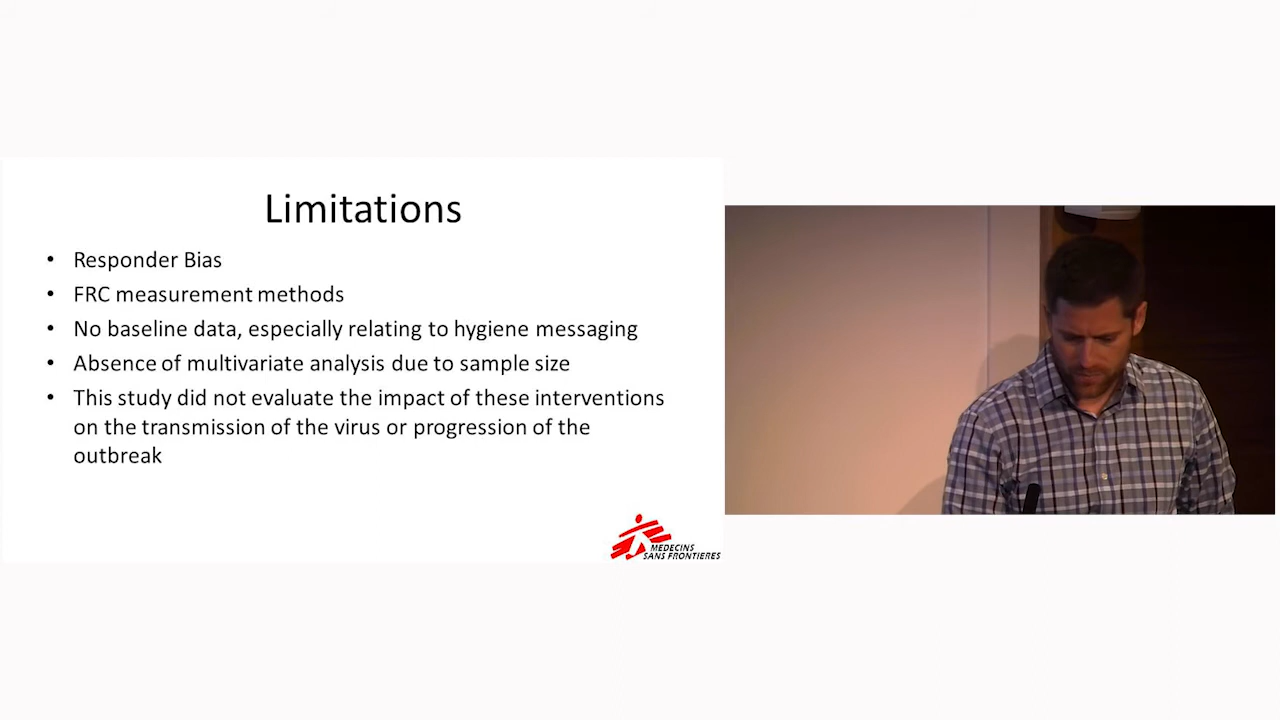 Limitations
• Responder Bias
• FRC measurement methods
• No baseline data, especially relating to hygiene messaging
• Absence of multivariate analysis due to sample size
• This study did not evaluate the impact of these interventions
on the transmission of the virus or progression of the
outbreak
MEDECINS
SANS FRONTIERES